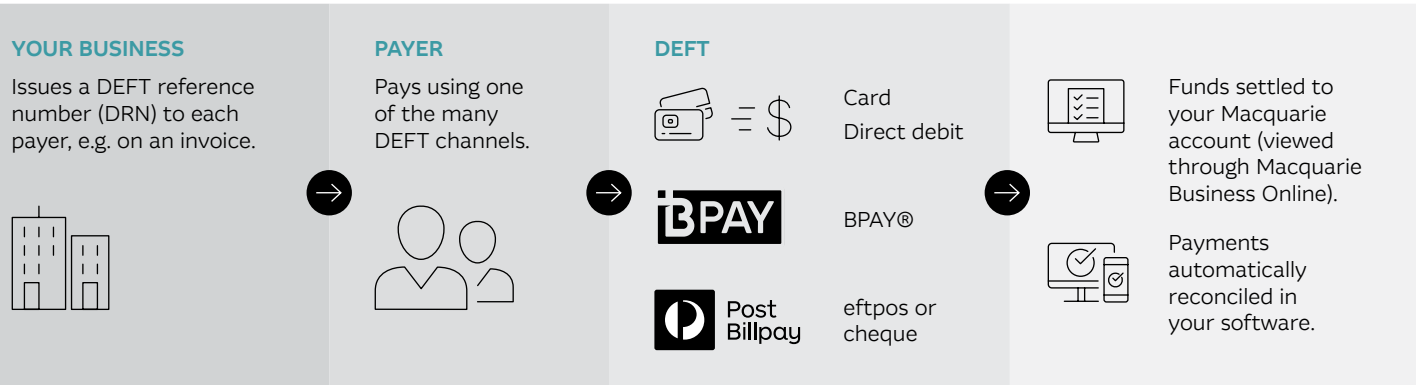 YOUR BUSINESS
Issues a DEFT reference
number (DRN) to each
payer, e.g. on an invoice.
PAYER
Pays using one
of the many
DEFT channels.
DEFT
$
Card
Direct debit
BPAY
BPAY®
Post
Billpay
eftpos or
cheque
Funds settled to
your Macquarie
account (viewed
through Macquarie
Business Online).
Payments
automatically
reconciled in
your software.